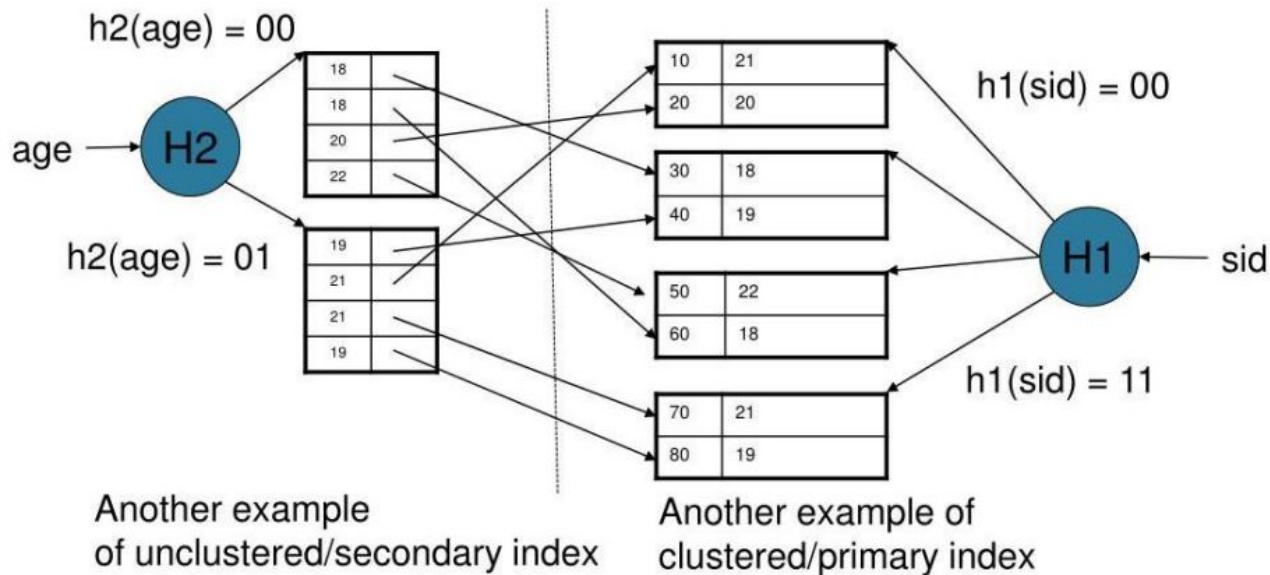 h2(age) = 00
age
H2
h2(age) = 01
18
18
20
22
19
21
21
19
10 21
20 20
30 18
40 19
50 22
60 18
70 21
80 19
h1(sid) = 00
H1
sid
h1(sid) = 11
Another example
of unclustered/secondary index
Another example of
clustered/primary index